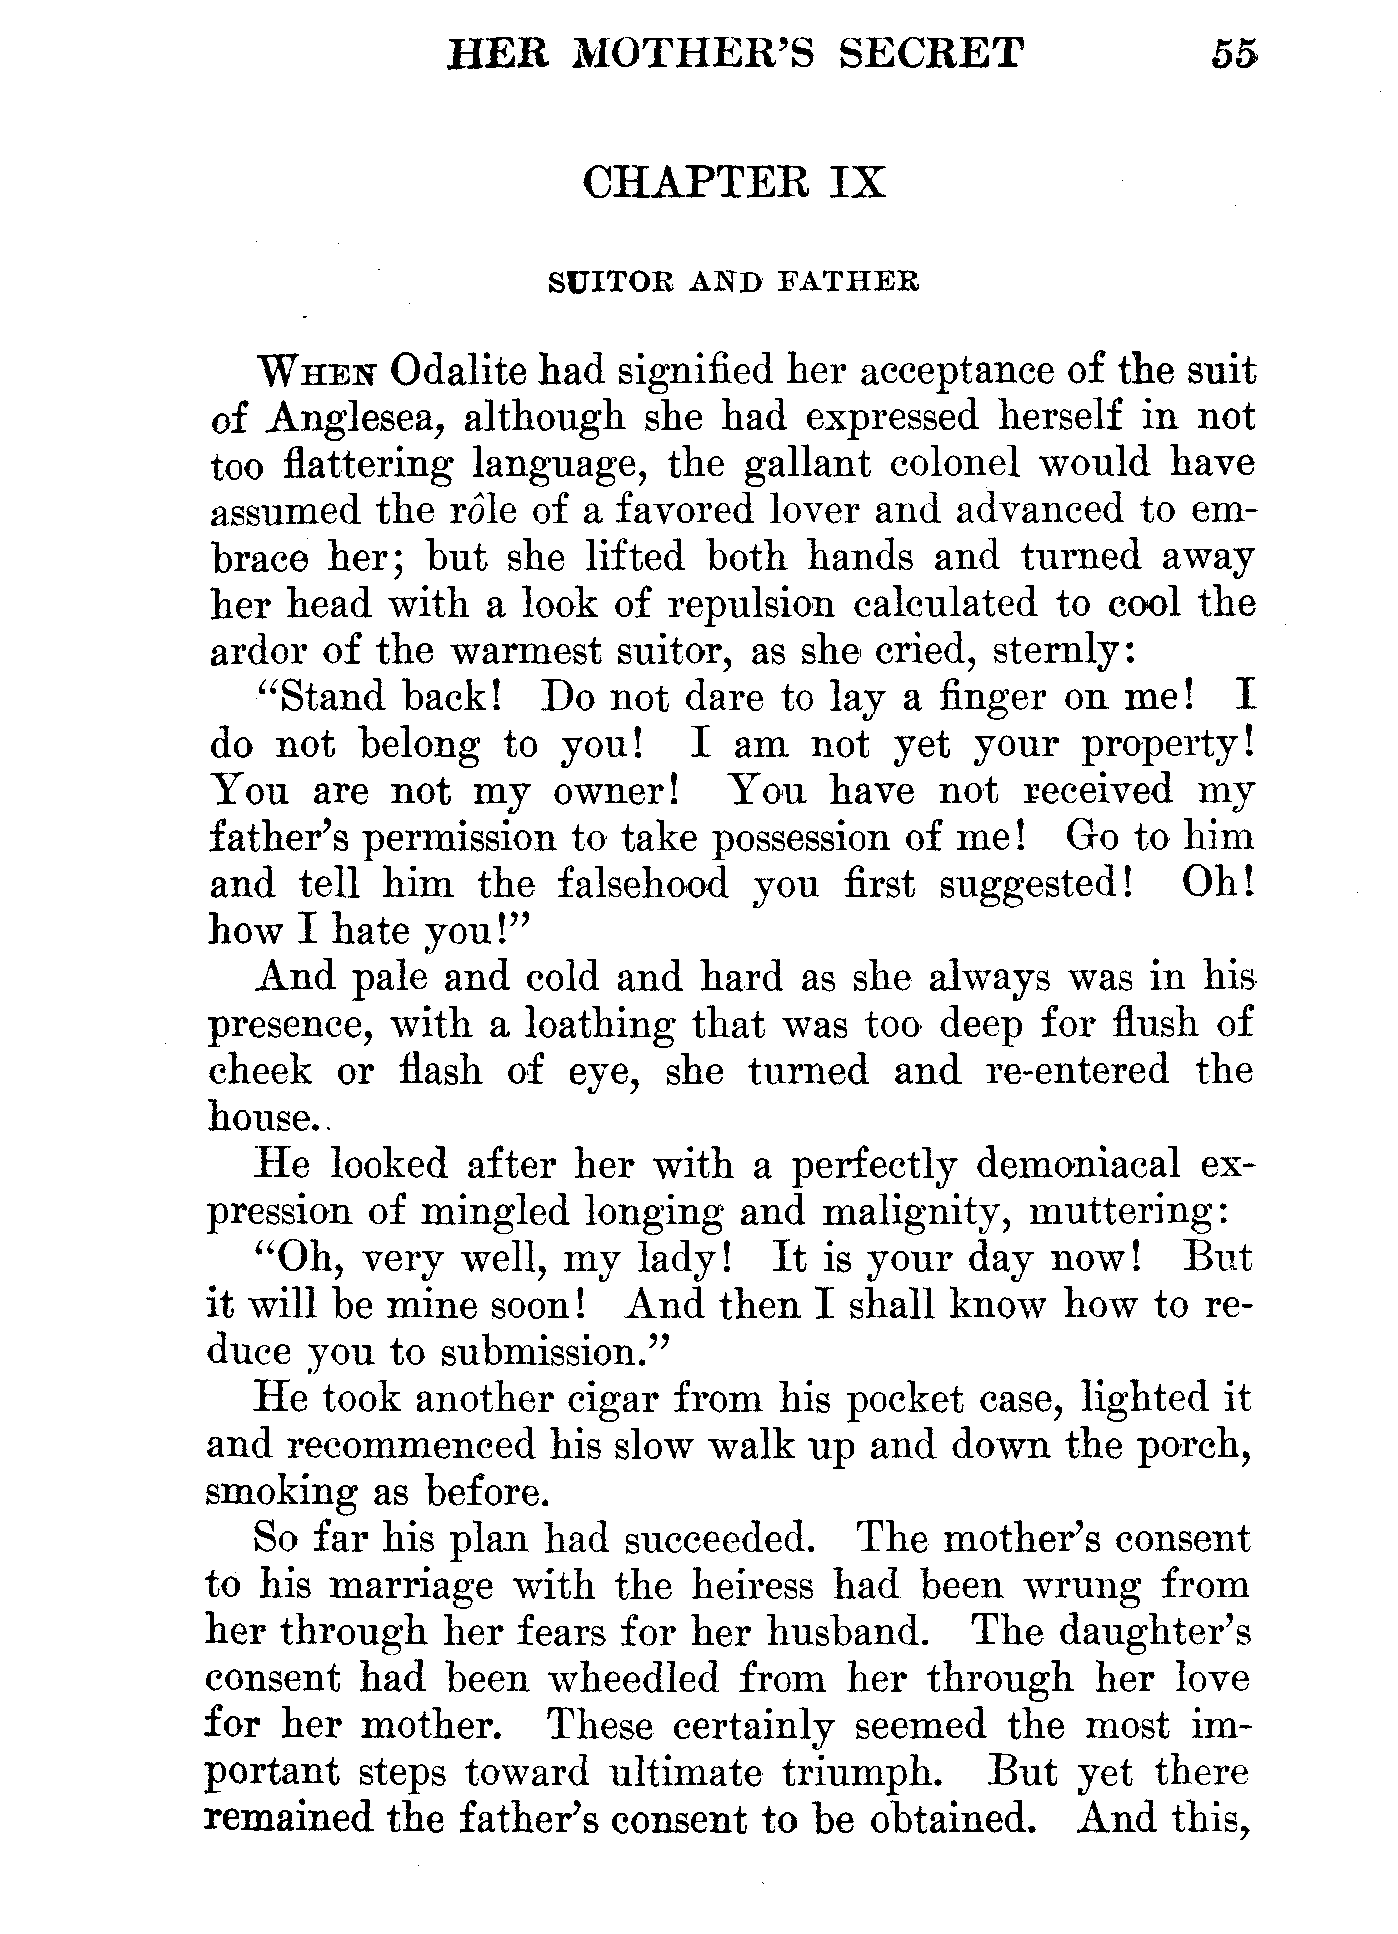 HER MOTHER'S SECRET 55
CHAPTER IX
SUITOR AND FATHER
WHEN Odalite had signified her acceptance of the suit
of Anglesea, although she had expressed herself in not
too flattering language, the gallant colonel would have
assumed the rôle of a favored lover and advanced to em-
brace her; but she lifted both hands and turned away
her head with a look of repulsion calculated to cool the
ardor of the warmest suitor, as she cried, sternly:
"Stand back! Do not dare to lay a finger on me! I
do not belong to you! I am not yet your property!
You are not my owner! You have not received my
father's permission to take possession of me! Go to him
and tell him the falsehood you first suggested! Oh!
how I hate you!"
And pale and cold and hard as she always was in his
presence, with a loathing that was too deep for flush of
cheek or flash of eye, she turned and re-entered the
house..
He looked after her with a perfectly demoniacal ex-
pression of mingled longing and malignity, muttering:
"Oh, very well, my lady! It is your day now! But
it will be mine soon! And then I shall know how to re-
duce you to submission."
He took another cigar from his pocket case, lighted it
and recommenced his slow walk up and down the porch,
smoking as before.
So far his plan had succeeded. The mother's consent
to his marriage with the heiress had been wrung from
her through her fears for her husband. The daughter's
consent had been wheedled from her through her love
for her mother. These certainly seemed the most im-
portant steps toward ultimate triumph. But yet there
remained the father's consent to be obtained. And this,